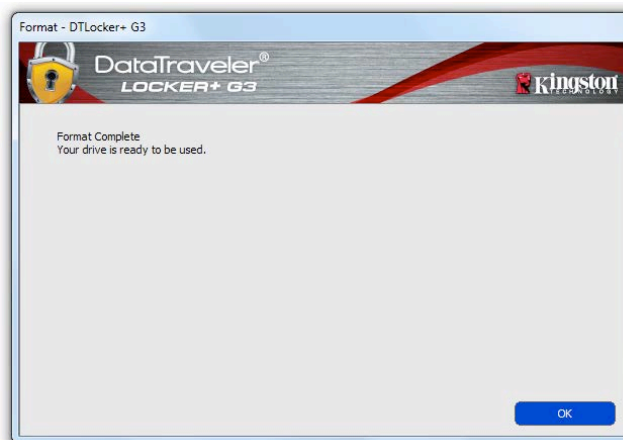 Format - DTLocker+ G3
DataTraveler®
LOCKER+ G3
Kingston
TECHNOLOGY
Format Complete
Your drive is ready to be used.
OK